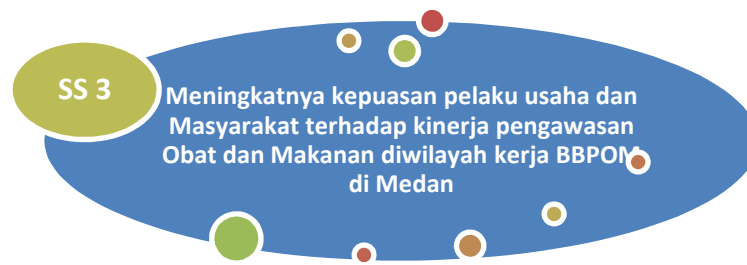 SS 3
Meningkatnya kepuasan pelaku usaha dan
Masyarakat terhadap kinerja pengawasan
Obat dan Makanan diwilayah kerja BBPOM
di Medan